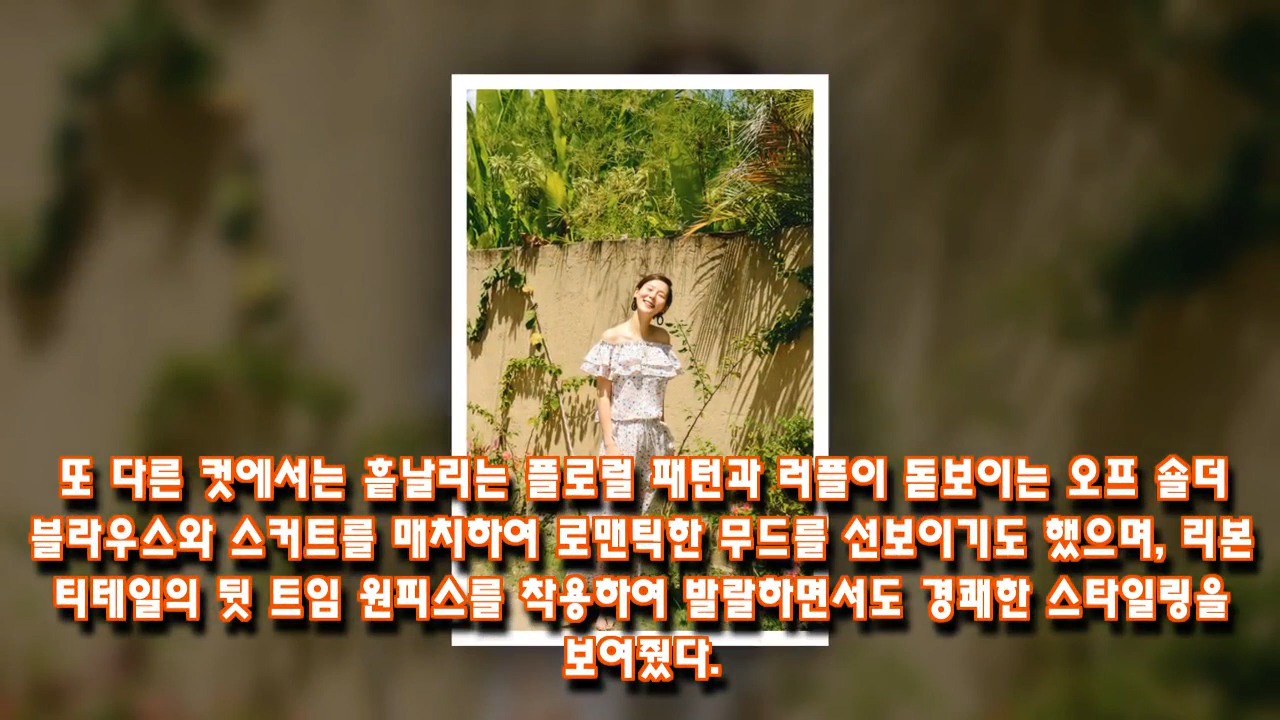 또 다른 컷에서는 흩날리는 플로럴 패턴과 러플이 돋보이는 오프 숄더
블라우스와 스커트를 매치하여 로맨틱한 무드를 선보이기도 했으며, 리본
티테일의 뒷 트임 원피스를 착용하여 발랄하면서도 경쾌한 스타일링을
보여줬다.